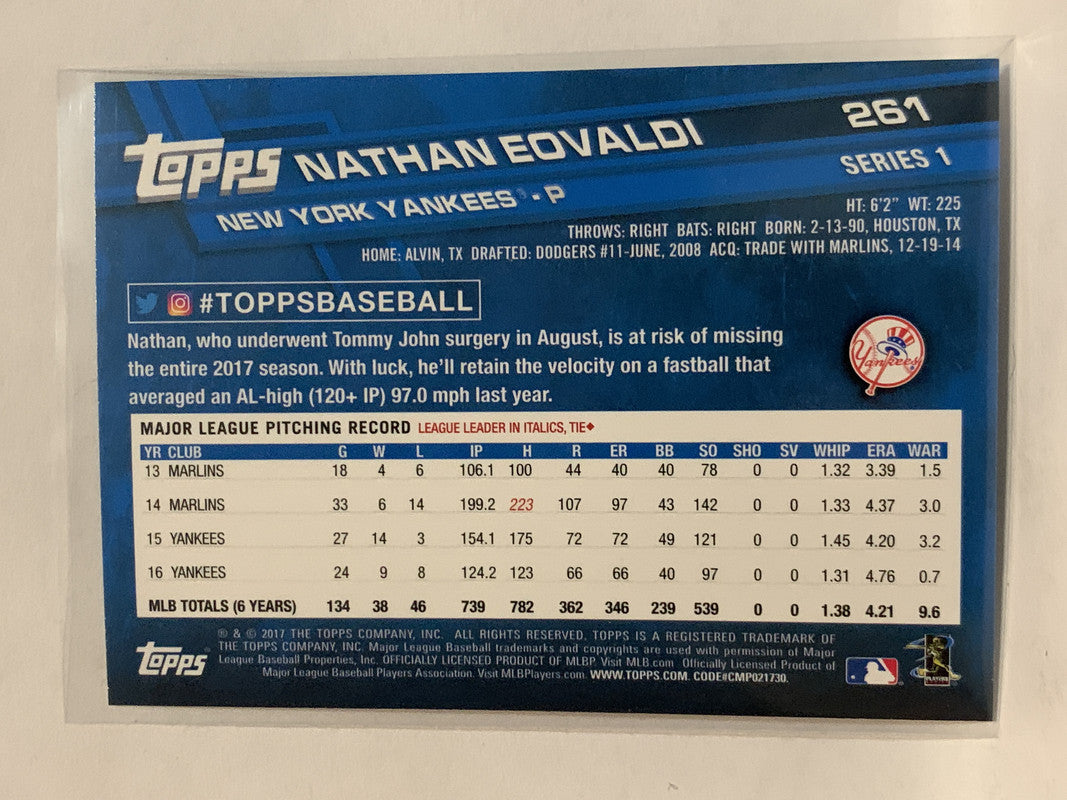 261
TOPPS NATHAN EOVALDI
SERIES 1
NEW YORK YANKEES • P
HT: 6'2" WT: 225
THROWS: RIGHT BATS: RIGHT BORN: 2-13-90, HOUSTON, TX
HOME: ALVIN, TX DRAFTED: DODGERS #11-JUNE, 2008 ACQ: TRADE WITH MARLINS, 12-19-14
#TOPPSBASEBALL
Nathan, who underwent Tommy John surgery in August, is at risk of missing
the entire 2017 season. With luck, he'll retain the velocity on a fastball that
averaged an AL-high (120+ IP) 97.0 mph last year.
Yankees
MAJOR LEAGUE PITCHING RECORD LEAGUE LEADER IN ITALICS, TIE◆
YR CLUB G W L IP H R ER BB SO SHO SV WHIP ERA WAR
13 MARLINS 18 4 6 106.1 100 44 40 40 78 0 0 1.32 3.39 1.5
14 MARLINS 33 6 14 199.2 223 107 97 43 142 0 0 1.33 4.37 3.0
15 YANKEES 27 14 3 154.1 175 72 72 49 121 0 0 1.45 4.20 3.2
16 YANKEES 24 9 8 124.2 123 66 66 40 97 0 0 1.31 4.76 0.7
MLB TOTALS (6 YEARS) 134 38 46 739 782 362 346 239 539 0 0 1.38 4.21 9.6
TOPPS
® & © 2017 THE TOPPS COMPANY, INC. ALL RIGHTS RESERVED. TOPPS IS A REGISTERED TRADEMARK OF
THE TOPPS COMPANY, INC. Major League Baseball trademarks and copyrights are used with permission of Major
League Baseball Properties, Inc. OFFICIALLY LICENSED PRODUCT OF MLBP Visit MLB.com Officially Licensed Product of
Major League Baseball Players Association. Visit MLBPlayers.com. WWW.TOPPS.COM. CODE#CMP021730.